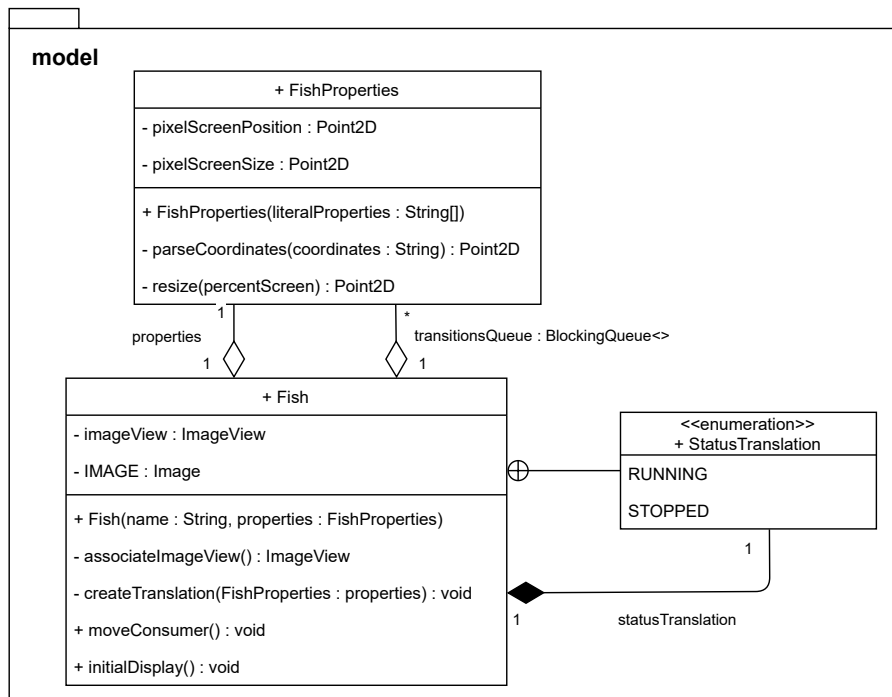 model
+ FishProperties
- pixelScreenPosition : Point2D
- pixelScreenSize : Point2D
+ FishProperties(literalProperties : String[])
- parseCoordinates(coordinates : String) : Point2D
- resize(percentScreen) : Point2D
1
*
properties
transitionsQueue : BlockingQueue<>
1
1
+ Fish
- imageView : ImageView
- IMAGE : Image
+ Fish(name : String, properties : FishProperties)
- associateImageView() : ImageView
- createTranslation(FishProperties : properties) : void
+ moveConsumer() : void
+ initialDisplay() : void
<<enumeration>>
+ StatusTranslation
RUNNING
STOPPED
1
1
statusTranslation